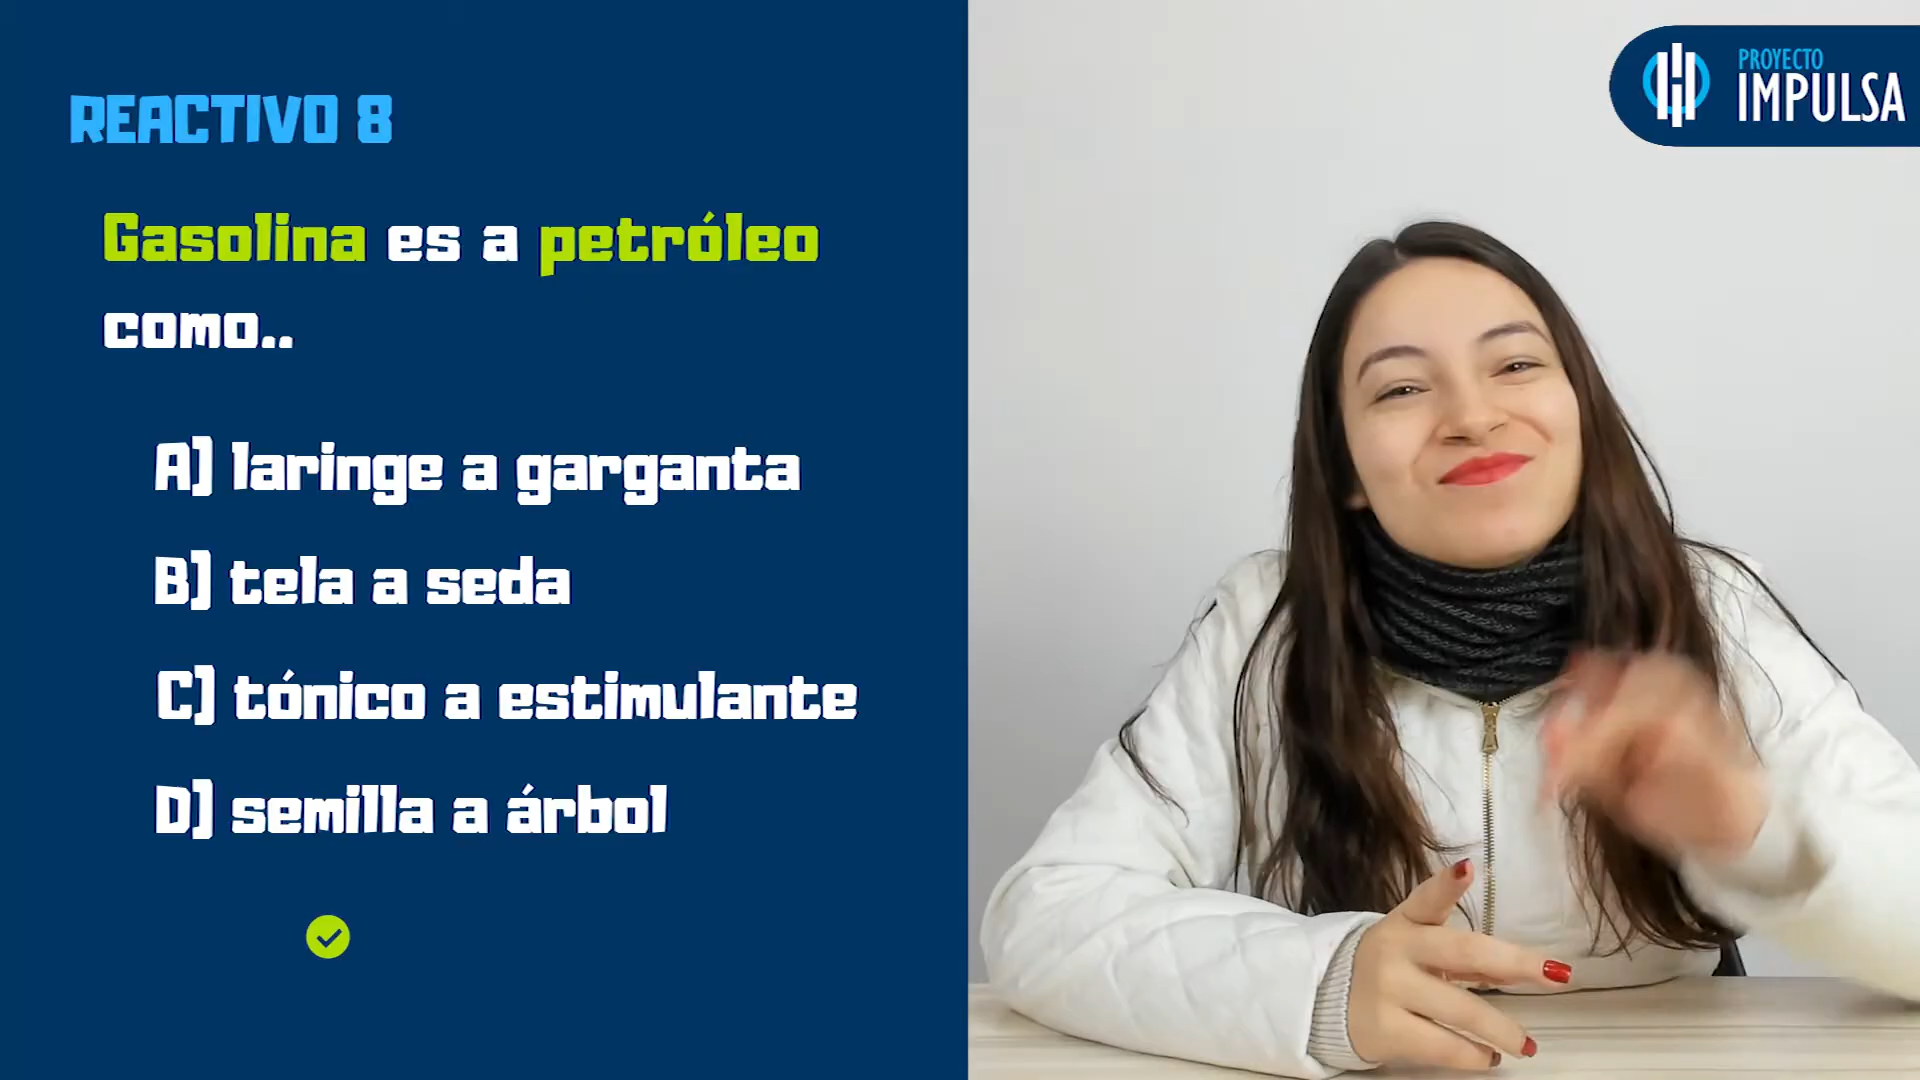 REACTIVO 8
Gasolina es a petróleo
como..
A) laringe a garganta
B) tela a seda
C) tónico a estimulante
D) semilla a árbol
PROYECTO
IMPULSA